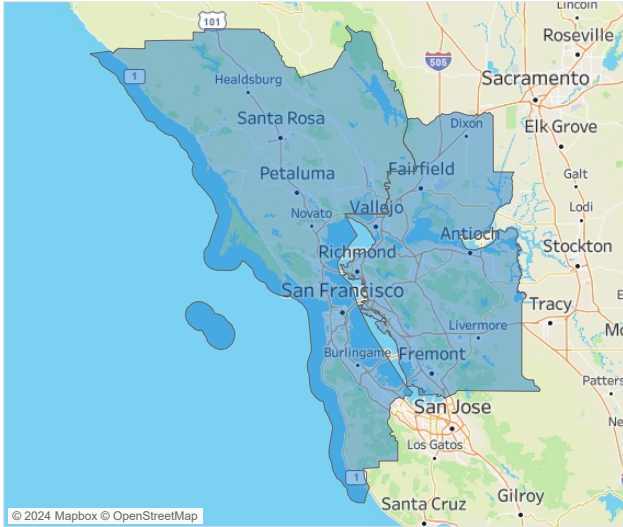 Lincoln
101
Roseville
505
1
Healdsburg
Sacramento
Santa Rosa
Dixon
Elk Grove
Petaluma
Fairfield
Galt
Novato
Vallejo
Lodi
Antioch
Stockton
Richmond
San Francisco
Tracy
Livermore
Burlingame
Fremont
Patters
San Jose
Los Gatos
1
Gilroy
Santa Cruz
© 2024 Mapbox © OpenStreetMap